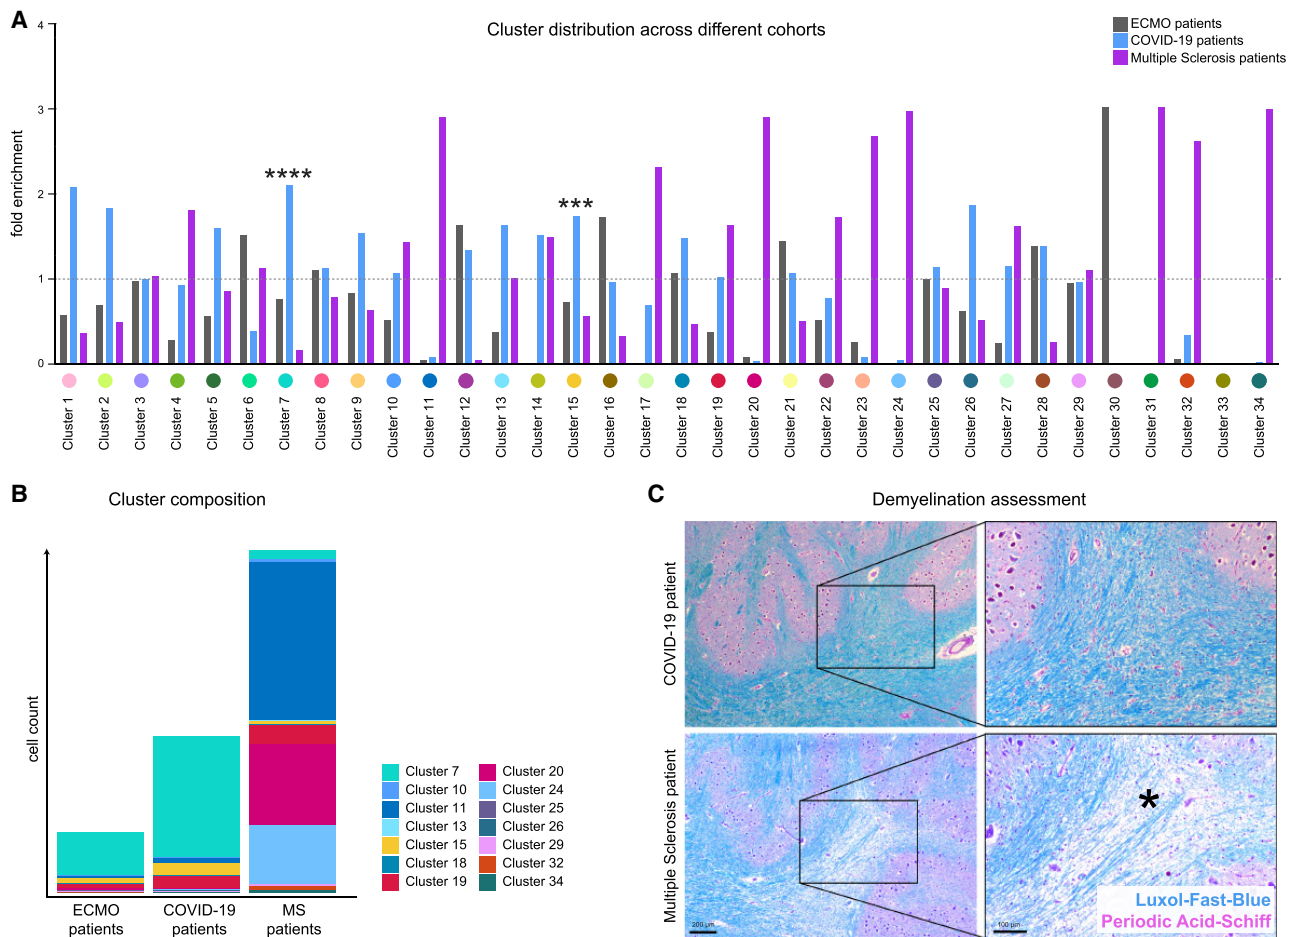 A
Cluster distribution across different cohorts
ECMO patients
COVID-19 patients
Multiple Sclerosis patients
fold enrichment
4
3
2
1
0
****
***
Cluster 1
Cluster 2
Cluster 3
Cluster 4
Cluster 5
Cluster 6
Cluster 7
Cluster 8
Cluster 9
Cluster 10
Cluster 11
Cluster 12
Cluster 13
Cluster 14
Cluster 15
Cluster 16
Cluster 17
Cluster 18
Cluster 19
Cluster 20
Cluster 21
Cluster 22
Cluster 23
Cluster 24
Cluster 25
Cluster 26
Cluster 27
Cluster 28
Cluster 29
Cluster 30
Cluster 31
Cluster 32
Cluster 33
Cluster 34
B
Cluster composition
cell count
ECMO
patients
COVID-19
patients
MS
patients
Cluster 7
Cluster 10
Cluster 11
Cluster 13
Cluster 15
Cluster 18
Cluster 19
Cluster 20
Cluster 24
Cluster 25
Cluster 26
Cluster 29
Cluster 32
Cluster 34
C
Demyelination assessment
COVID-19 patient
Multiple Sclerosis patient
*
200 µm
100 µm
Luxol-Fast-Blue
Periodic Acid-Schiff